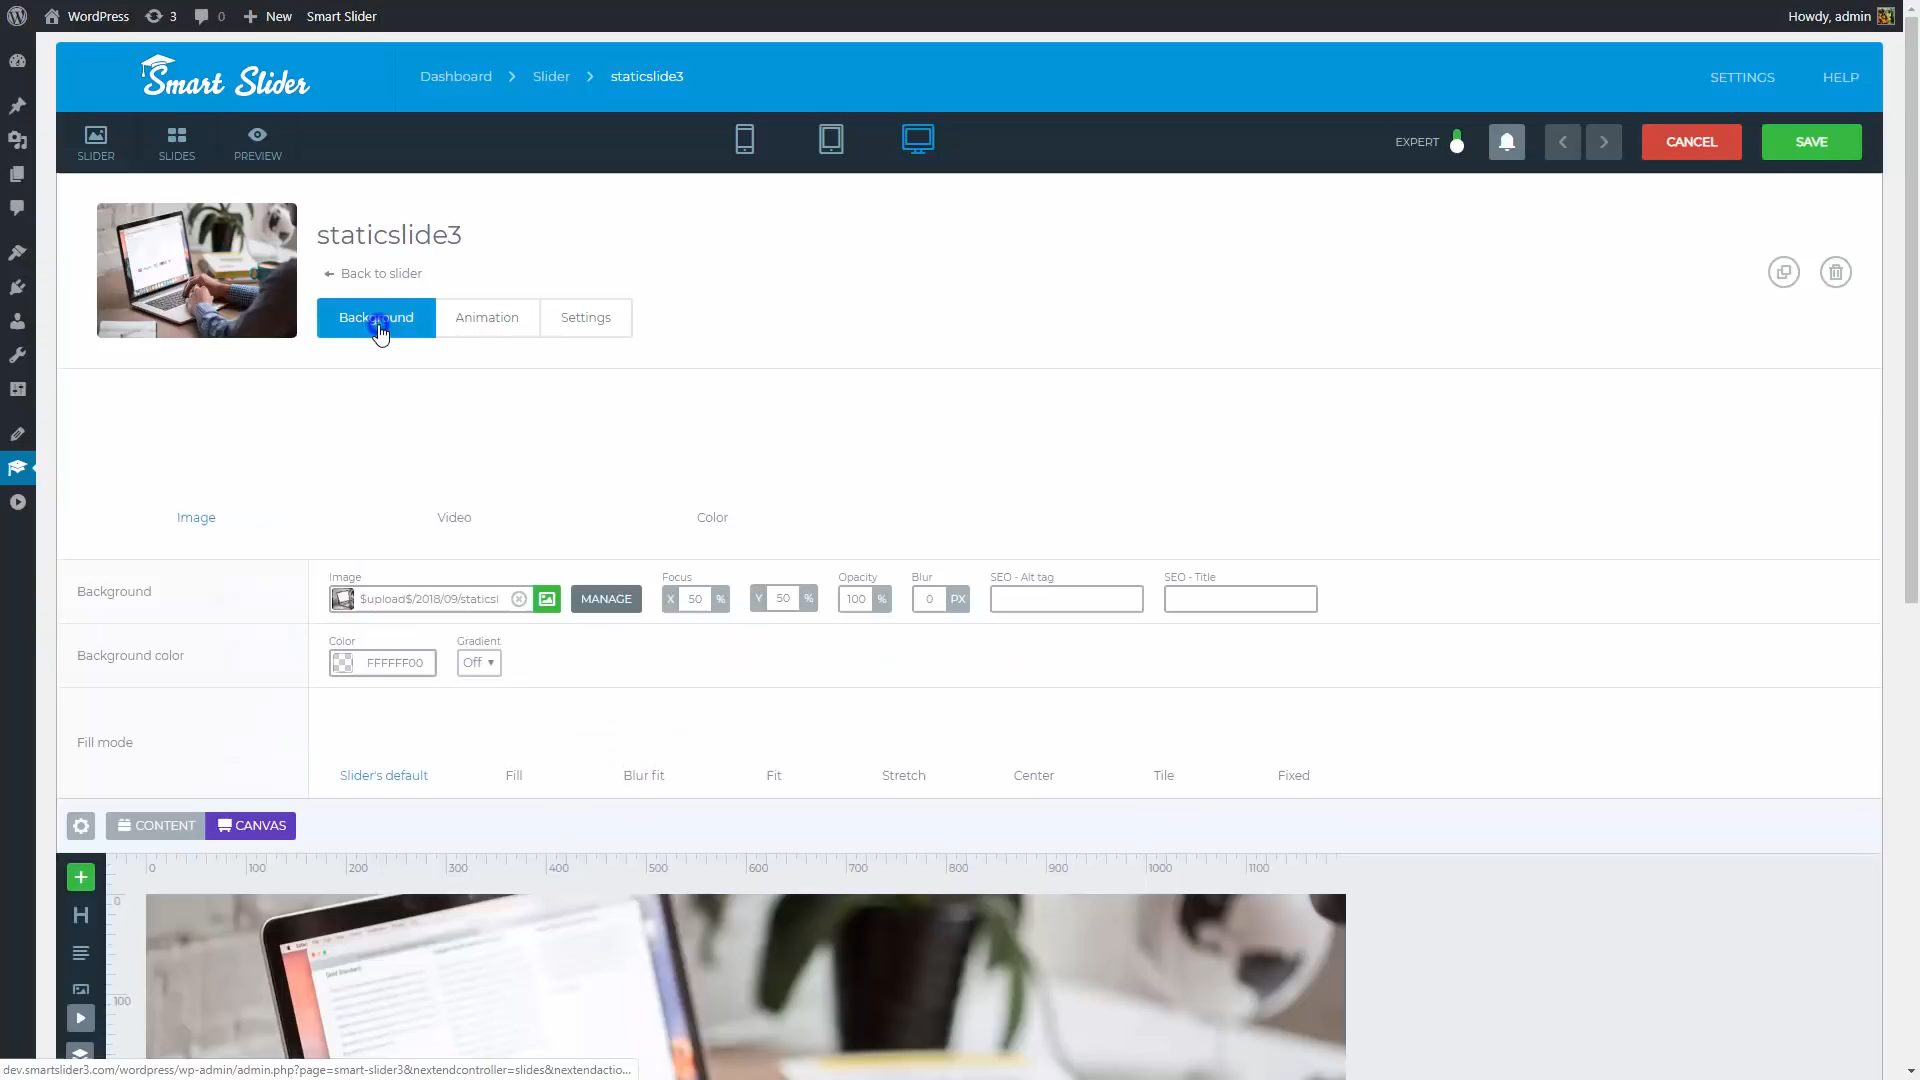 WordPress 3 0 New Smart Slider Howdy, admin
Smart Slider Dashboard Slider staticslide3 SETTINGS HELP
SLIDER SLIDES PREVIEW EXPERT CANCEL SAVE
staticslide3
Back to slider
Background Animation Settings
Image Video Color
Background
Image Focus Opacity Blur SEO - Alt tag SEO - Title
$upload$/2018/09/staticsl MANAGE X 50 % Y 50 % 100 % 0 PX
Background color
Color Gradient
FFFFFF00 Off
Fill mode
Slider's default Fill Blur fit Fit Stretch Center Tile Fixed
CONTENT CANVAS
0 100 200 300 400 500 600 700 800 900 1000 1100
0
H
100
dev.smartslider3.com/wordpress/wp-admin/admin.php?page=smart-slider3&nextendcontroller=slides&nextendactio...